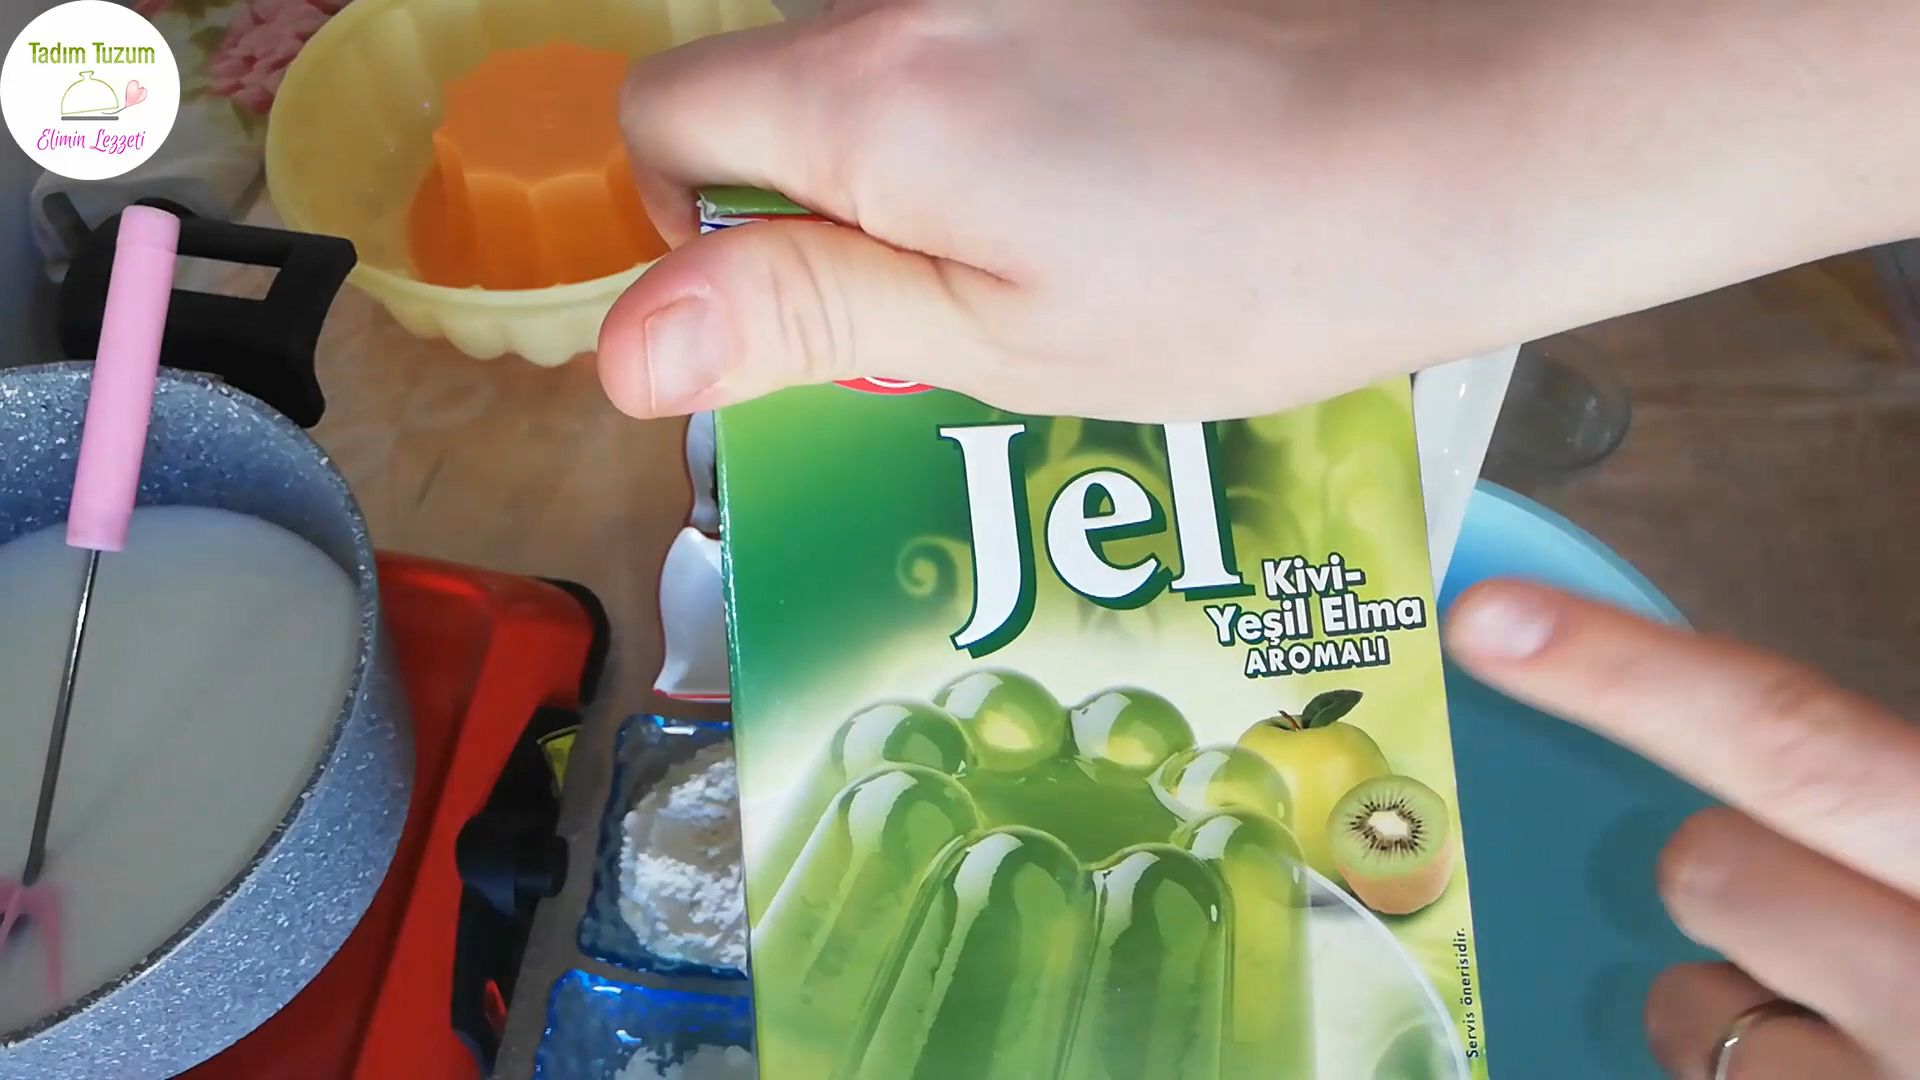 Tadım Tuzum
Elimin Lezzeti
Jel
Kivi-
Yeşil Elma
AROMALI
Servis önerisidir.